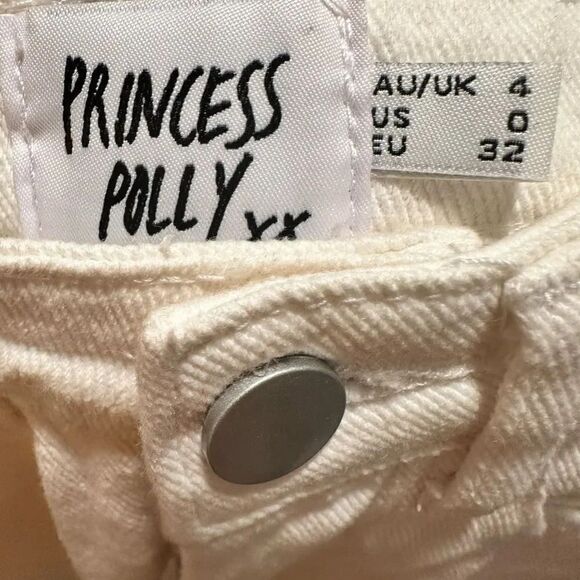 PRINCESS
POLLY
xx
AU/UK 4
US 0
EU 32